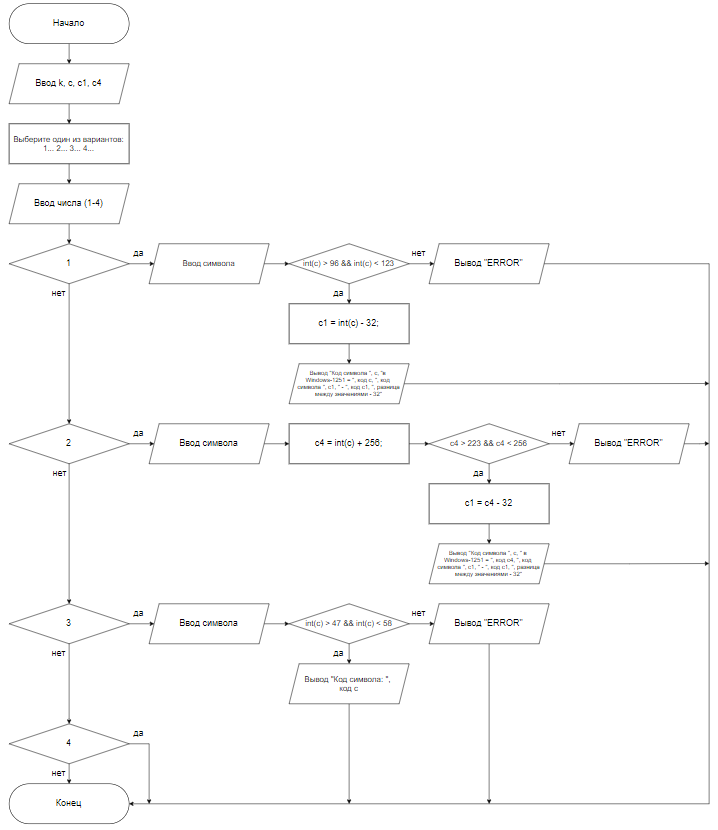 Начало
Ввод k, c, c1, c4
Выберите один из вариантов:
1... 2... 3... 4...
Ввод числа (1-4)
1
да
Ввод символа
int(c) > 96 && int(c) < 123
нет
Вывод "ERROR"
нет
да
c1 = int(c) - 32;
Вывод "Код символа ", c, "в
Windows-1251 = ", код c, ", код
символа ", c1, " - ", код c1, ", разница
между значениями - 32"
2
да
Ввод символа
c4 = int(c) + 256;
c4 > 223 && c4 < 256
нет
Вывод "ERROR"
нет
да
c1 = c4 - 32
Вывод "Код символа ", c, " в
Windows-1251 = ", код c4, ", код
символа ", c1, " - ", код c1, ", разница
между значениями - 32"
3
да
Ввод символа
int(c) > 47 && int(c) < 58
нет
Вывод "ERROR"
нет
да
Вывод "Код символа: ",
код c
4
да
нет
Конец